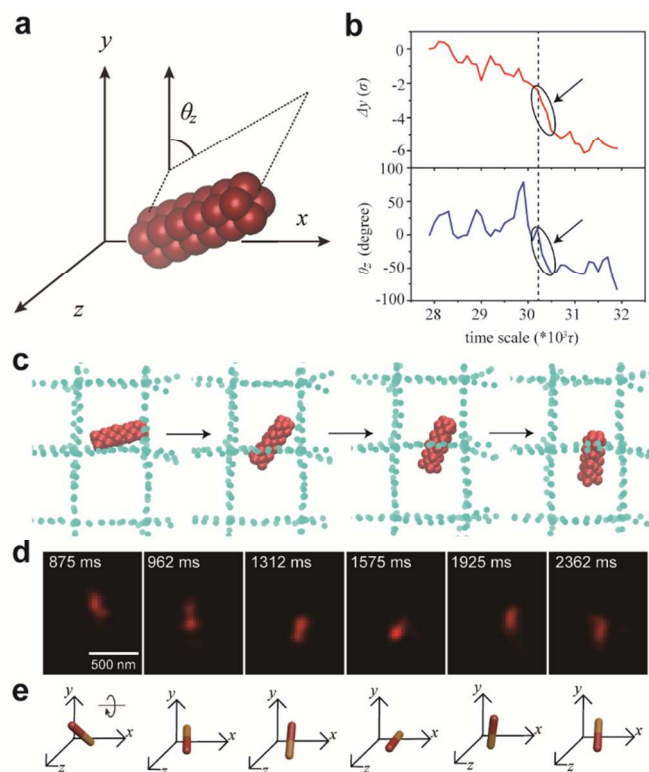 a
y
θz
x
z
b
0
-2
-4
-6
Δy (σ)
100
50
0
-50
-100
θz (degree)
28 29 30 31 32
time scale (*10³τ)
c
d
875 ms 962 ms 1312 ms 1575 ms 1925 ms 2362 ms
500 nm
e
y y y y y y
x x x x x x
z z z z z z